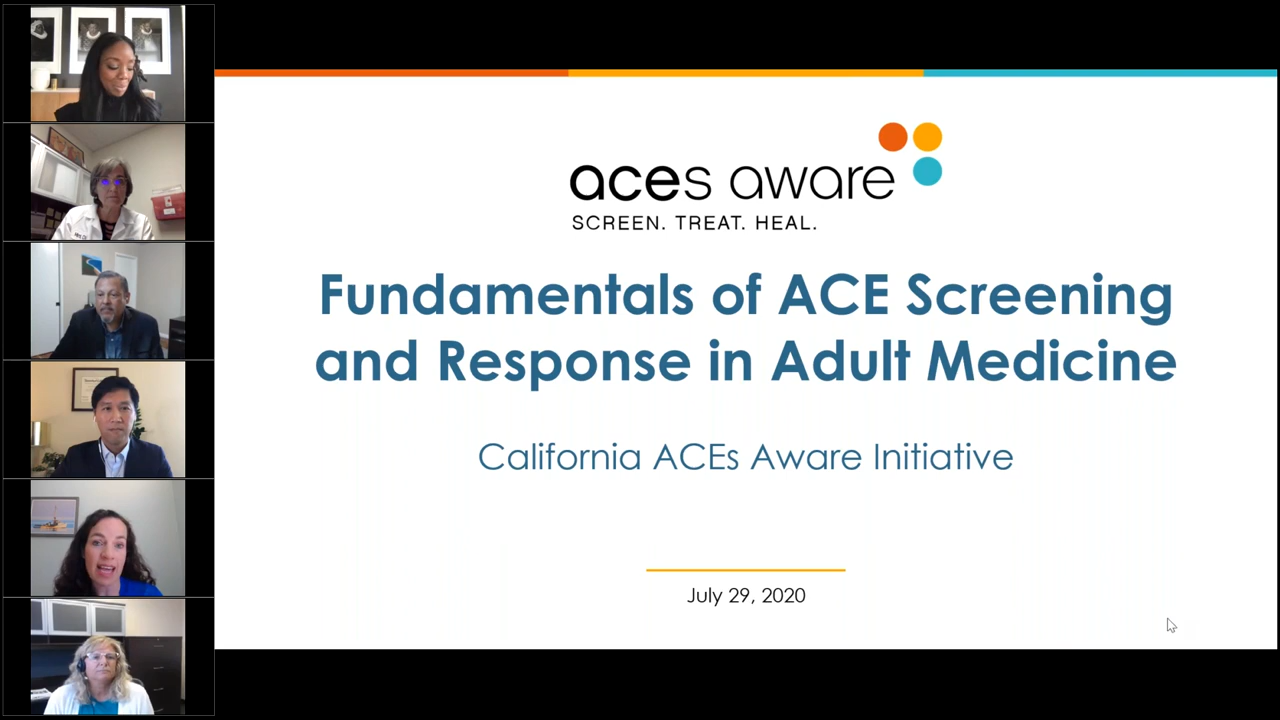 aces aware
SCREEN. TREAT. HEAL.
Fundamentals of ACE Screening
and Response in Adult Medicine
California ACEs Aware Initiative
July 29, 2020